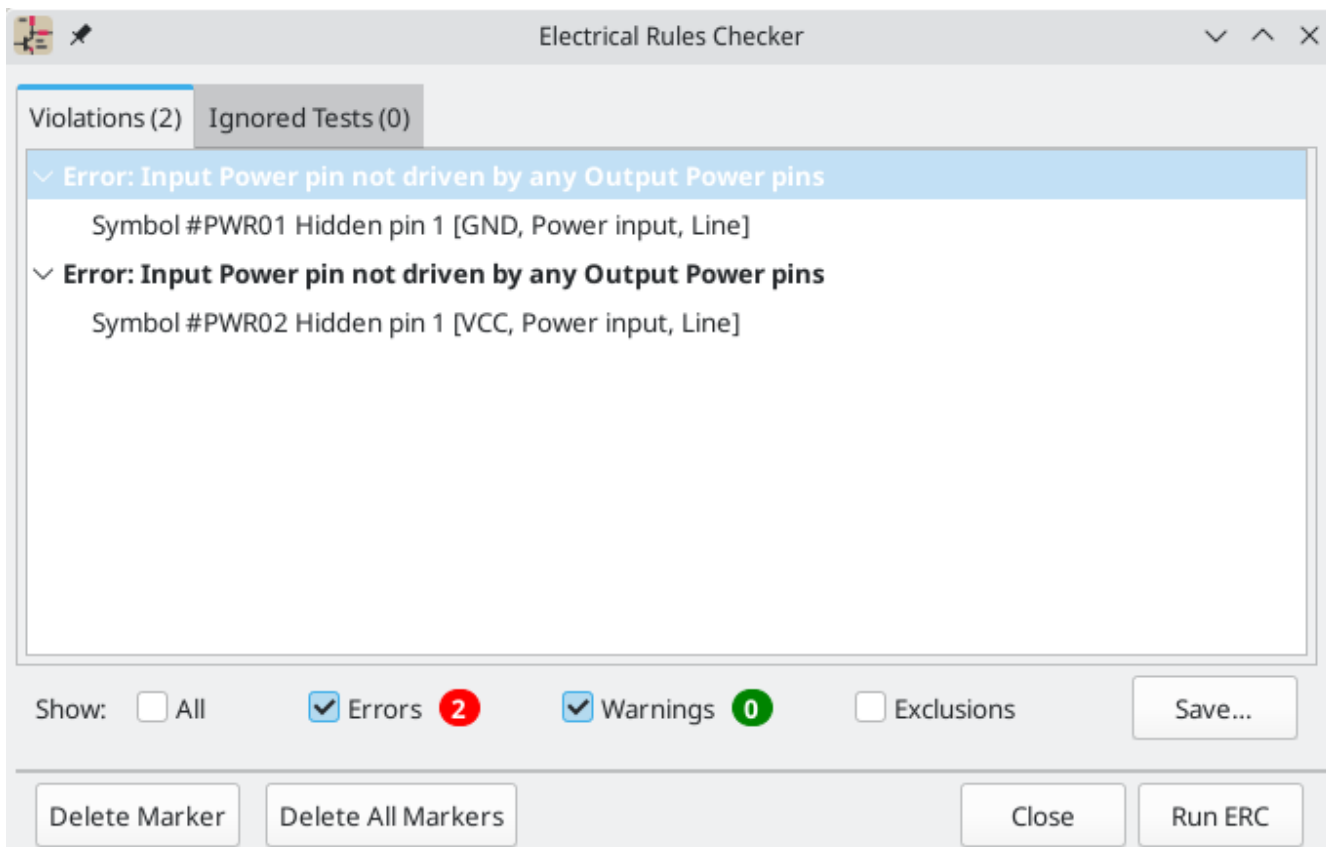 Electrical Rules Checker
Violations (2) Ignored Tests (0)
Error: Input Power pin not driven by any Output Power pins
Symbol #PWR01 Hidden pin 1 [GND, Power input, Line]
Error: Input Power pin not driven by any Output Power pins
Symbol #PWR02 Hidden pin 1 [VCC, Power input, Line]
Show: All Errors 2 Warnings 0 Exclusions Save...
Delete Marker Delete All Markers Close Run ERC